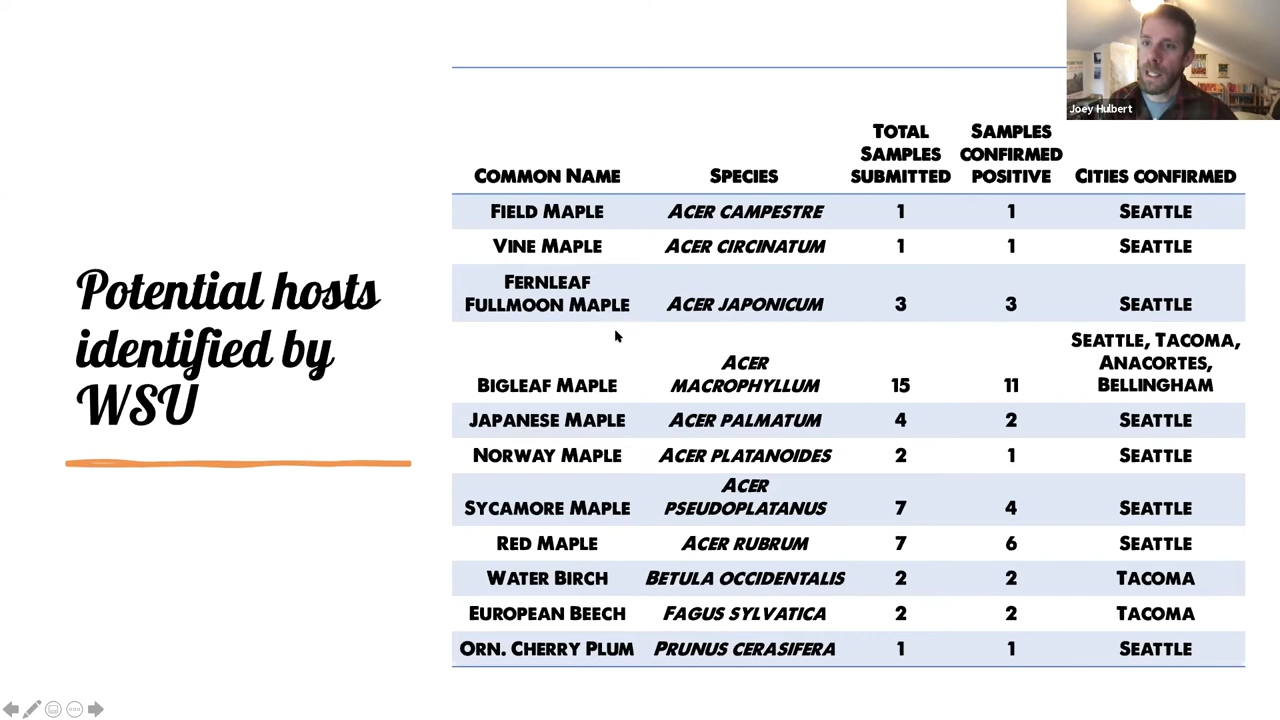 Joey Hulbert
Potential hosts
identified by
WSU
COMMON NAME SPECIES TOTAL SAMPLES SUBMITTED SAMPLES CONFIRMED POSITIVE CITIES CONFIRMED
FIELD MAPLE ACER CAMPESTRE 1 1 SEATTLE
VINE MAPLE ACER CIRCINATUM 1 1 SEATTLE
FERNLEAF FULLMOON MAPLE ACER JAPONICUM 3 3 SEATTLE
BIGLEAF MAPLE ACER MACROPHYLLUM 15 11 SEATTLE, TACOMA, ANACORTES, BELLINGHAM
JAPANESE MAPLE ACER PALMATUM 4 2 SEATTLE
NORWAY MAPLE ACER PLATANOIDES 2 1 SEATTLE
SYCAMORE MAPLE ACER PSEUDOPLATANUS 7 4 SEATTLE
RED MAPLE ACER RUBRUM 7 6 SEATTLE
WATER BIRCH BETULA OCCIDENTALIS 2 2 TACOMA
EUROPEAN BEECH FAGUS SYLVATICA 2 2 TACOMA
ORN. CHERRY PLUM PRUNUS CERASIFERA 1 1 SEATTLE